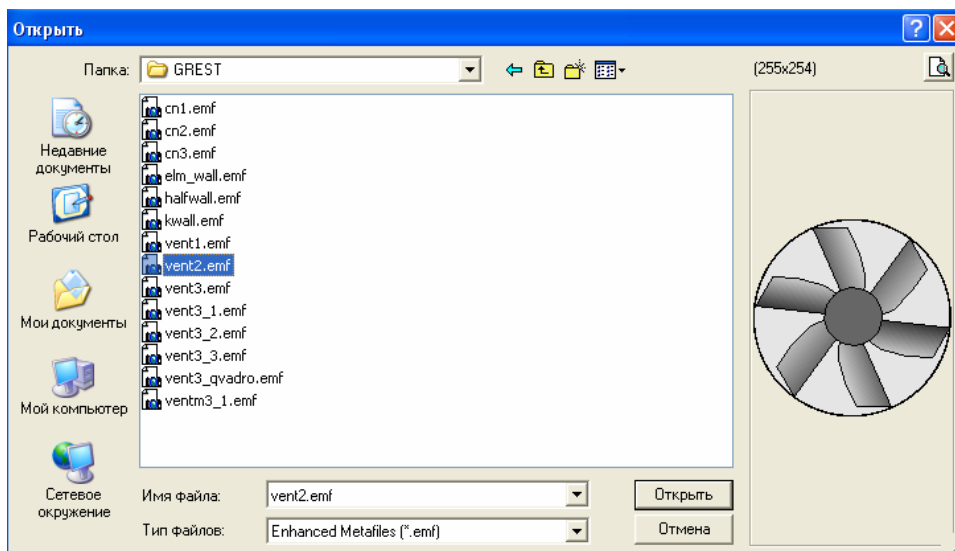 Открыть
Папка: GREST (255x254)
cn1.emf
cn2.emf
cn3.emf
elm_wall.emf
halfwall.emf
kwall.emf
vent1.emf
vent2.emf
vent3.emf
vent3_1.emf
vent3_2.emf
vent3_3.emf
vent3_qvadro.emf
ventm3_1.emf
Недавние
документы
Рабочий стол
Мои документы
Мой компьютер
Сетевое
окружение
Имя файла: vent2.emf Открыть
Тип файлов: Enhanced Metafiles (*.emf) Отмена